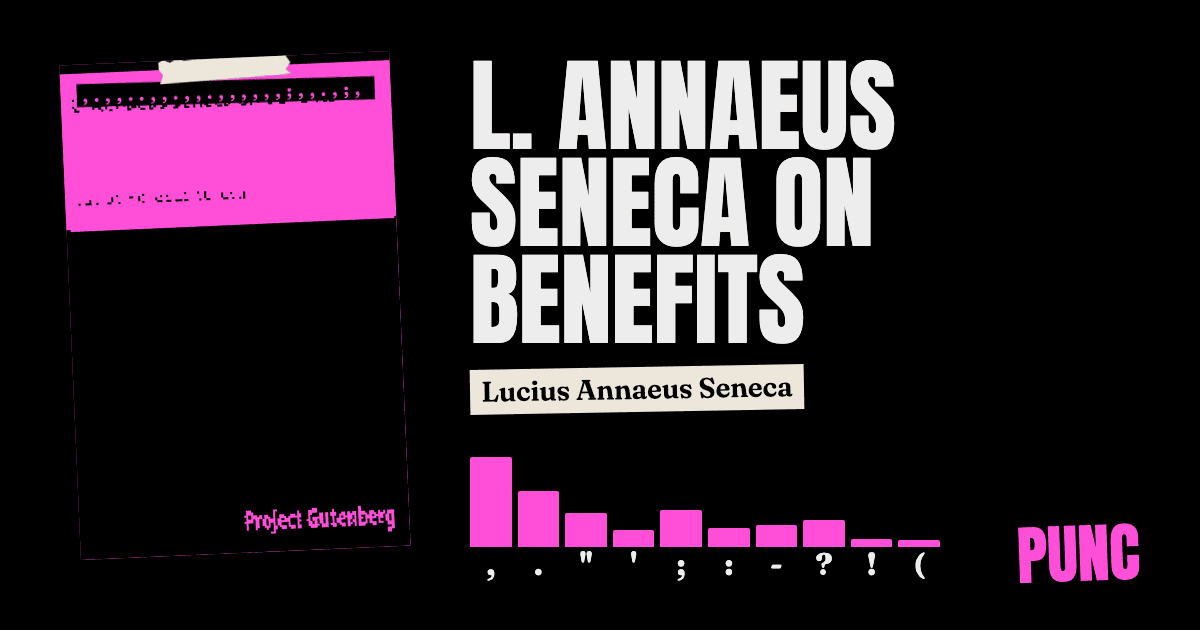 L. ANNAEUS
SENECA ON
BENEFITS
Lucius Annaeus Seneca
Project Gutenberg
, . " ' ; : - ? ! (
PUNC